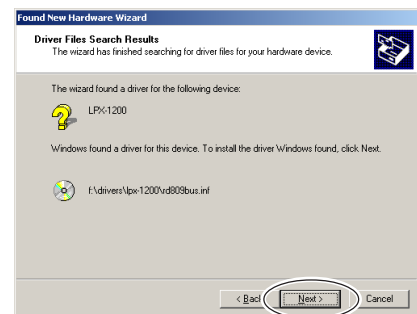 Found New Hardware Wizard
Driver Files Search Results
The wizard has finished searching for driver files for your hardware device.
The wizard found a driver for the following device:
LPX-1200
Windows found a driver for this device. To install the driver Windows found, click Next.
f:\drivers\lpx-1200\rd809bus.inf
< Back Next > Cancel